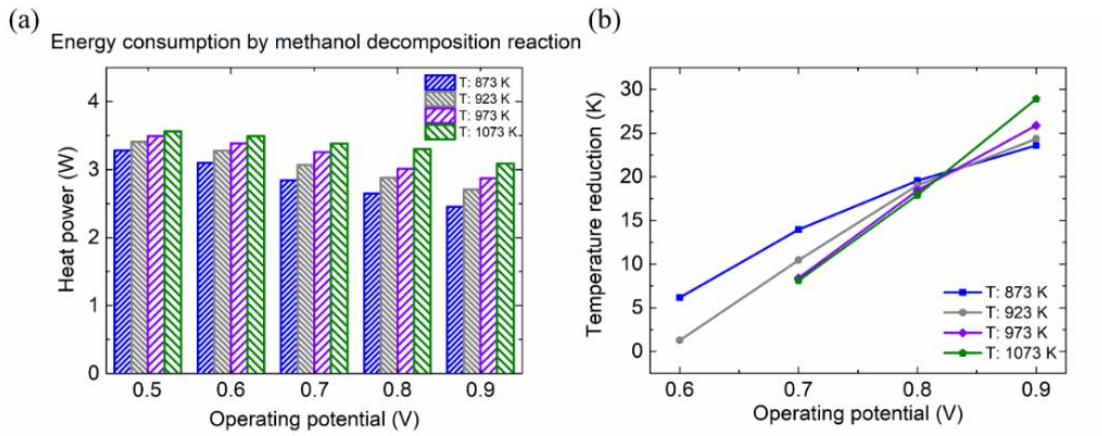 (a)
Energy consumption by methanol decomposition reaction
Heat power (W)
4
3
2
1
0
T: 873 K
T: 923 K
T: 973 K
T: 1073 K
0.5 0.6 0.7 0.8 0.9
Operating potential (V)
(b)
Temperature reduction (K)
30
25
20
15
10
5
0
T: 873 K
T: 923 K
T: 973 K
T: 1073 K
0.6 0.7 0.8 0.9
Operating potential (V)